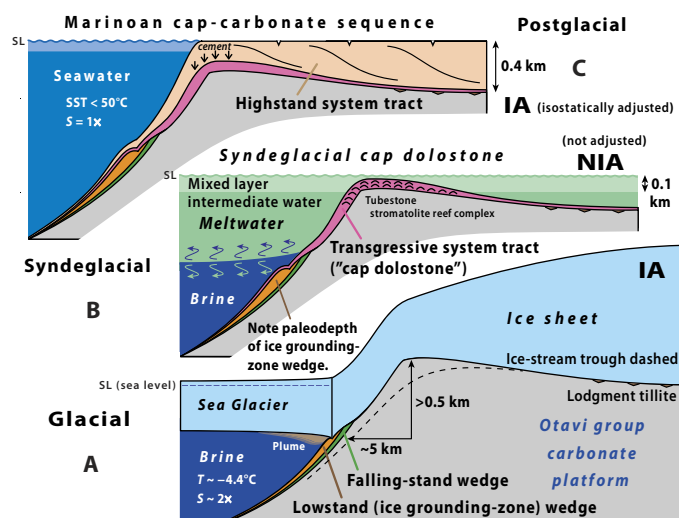 Marinoan cap-carbonate sequence
Postglacial
SL
cement
Seawater
SST < 50°C
S = 1x
Highstand system tract
0.4 km
C
IA (isostatically adjusted)
(not adjusted)
Syndeglacial cap dolostone
NIA
SL
Mixed layer
intermediate water
Meltwater
Tubestone
stromatolite reef complex
0.1
km
Transgressive system tract
("cap dolostone")
Syndeglacial
B
Brine
Note paleodepth
of ice grounding-
zone wedge.
IA
Ice sheet
Ice-stream trough dashed
SL (sea level)
Lodgment tillite
Sea Glacier
>0.5 km
Glacial
A
Plume
~5 km
Brine
T ~ −4.4°C
S ~ 2x
Otavi group
carbonate
platform
Falling-stand wedge
Lowstand (ice grounding-zone) wedge